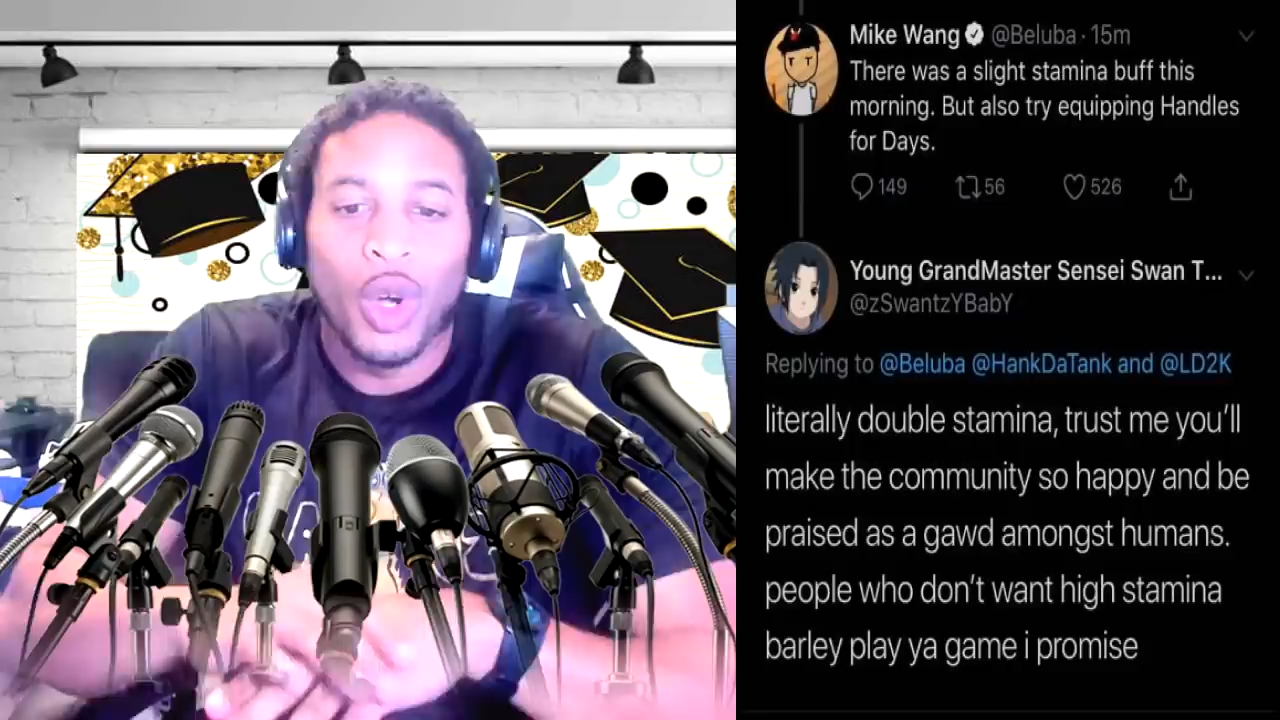 Mike Wang @Beluba · 15m
There was a slight stamina buff this
morning. But also try equipping Handles
for Days.
149 56 526
Young GrandMaster Sensei Swan T...
@zSwantzYBabY
Replying to @Beluba @HankDaTank and @LD2K
literally double stamina, trust me you’ll
make the community so happy and be
praised as a gawd amongst humans.
people who don’t want high stamina
barley play ya game i promise